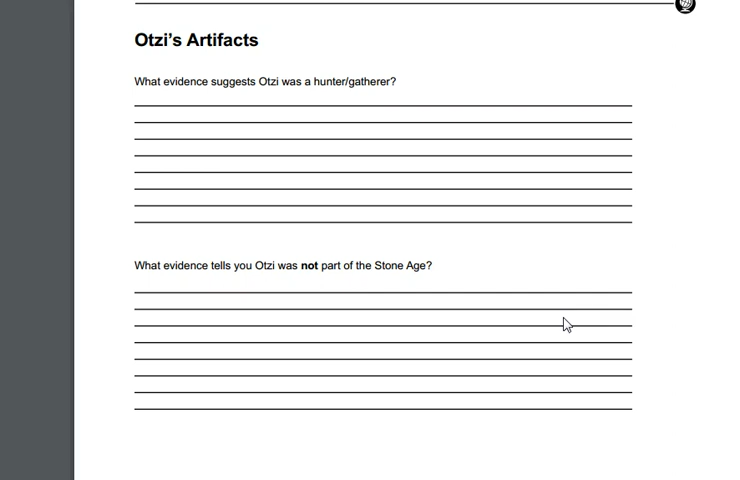 Otzi's Artifacts
What evidence suggests Otzi was a hunter/gatherer?
What evidence tells you Otzi was not part of the Stone Age?